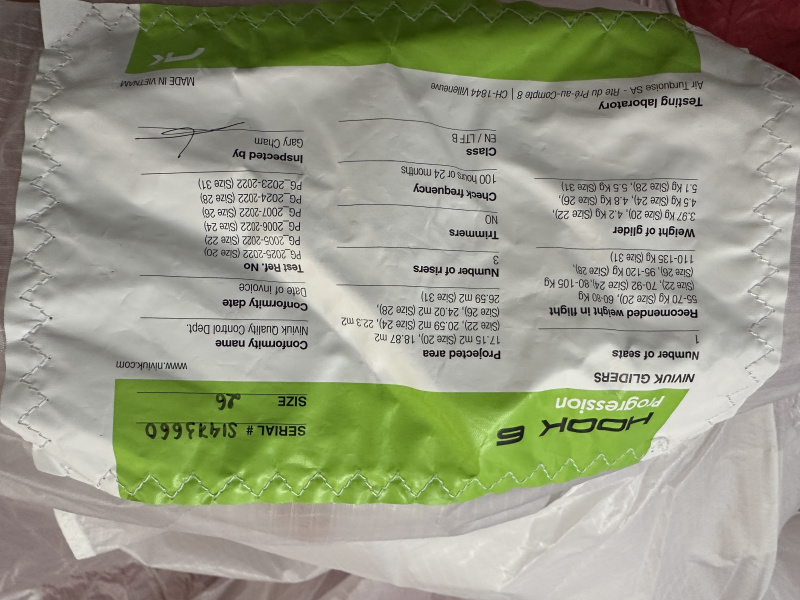 HOOK 6
Progression
SERIAL # S1473660
SIZE 26
NIVIUK GLIDERS
www.niviuk.com
Number of seats
1
Recomended weight in flight
55-70 (Size 20), 60-80 Kg
(Size 22), 70-92 (Size 24), 80-105 Kg
(Size 26), 95-120 Kg (Size 28),
110-135 (Size 31)
Weight of glider
3.97 Kg (Size 20), 4.2 Kg (Size 22),
4.5 Kg (Size 24), 4.8 Kg (Size 26),
5.1 Kg (Size 28), 5.5 Kg (Size 31)
Projected area
17.15 m2 (Size 20), 18.87 m2
(Size 22), 20.59 m2 (Size 24), 22.3 m2
(Size 26), 24.02 m2 (Size 28),
26.59 m2 (Size 31)
Number of risers
3
Trimmers
NO
Check frequency
100 hours or 24 months
Class
EN / LTF B
Conformity name
Niviuk Quality Control Dept.
Conformity date
Date of invoice
Test Ref. No
PG_2025-2022 (Size 20)
PG_2005-2022 (Size 22)
PG_2006-2022 (Size 24)
PG_2007-2022 (Size 26)
PG_2024-2022 (Size 28)
PG_2023-2022 (Size 31)
Inspected by
Gary Cham
Testing laboratory
Air Turquoise SA - Rte du Pré-au-Compte 8 | CH-1844 Villeneuve
MADE IN VIETNAM